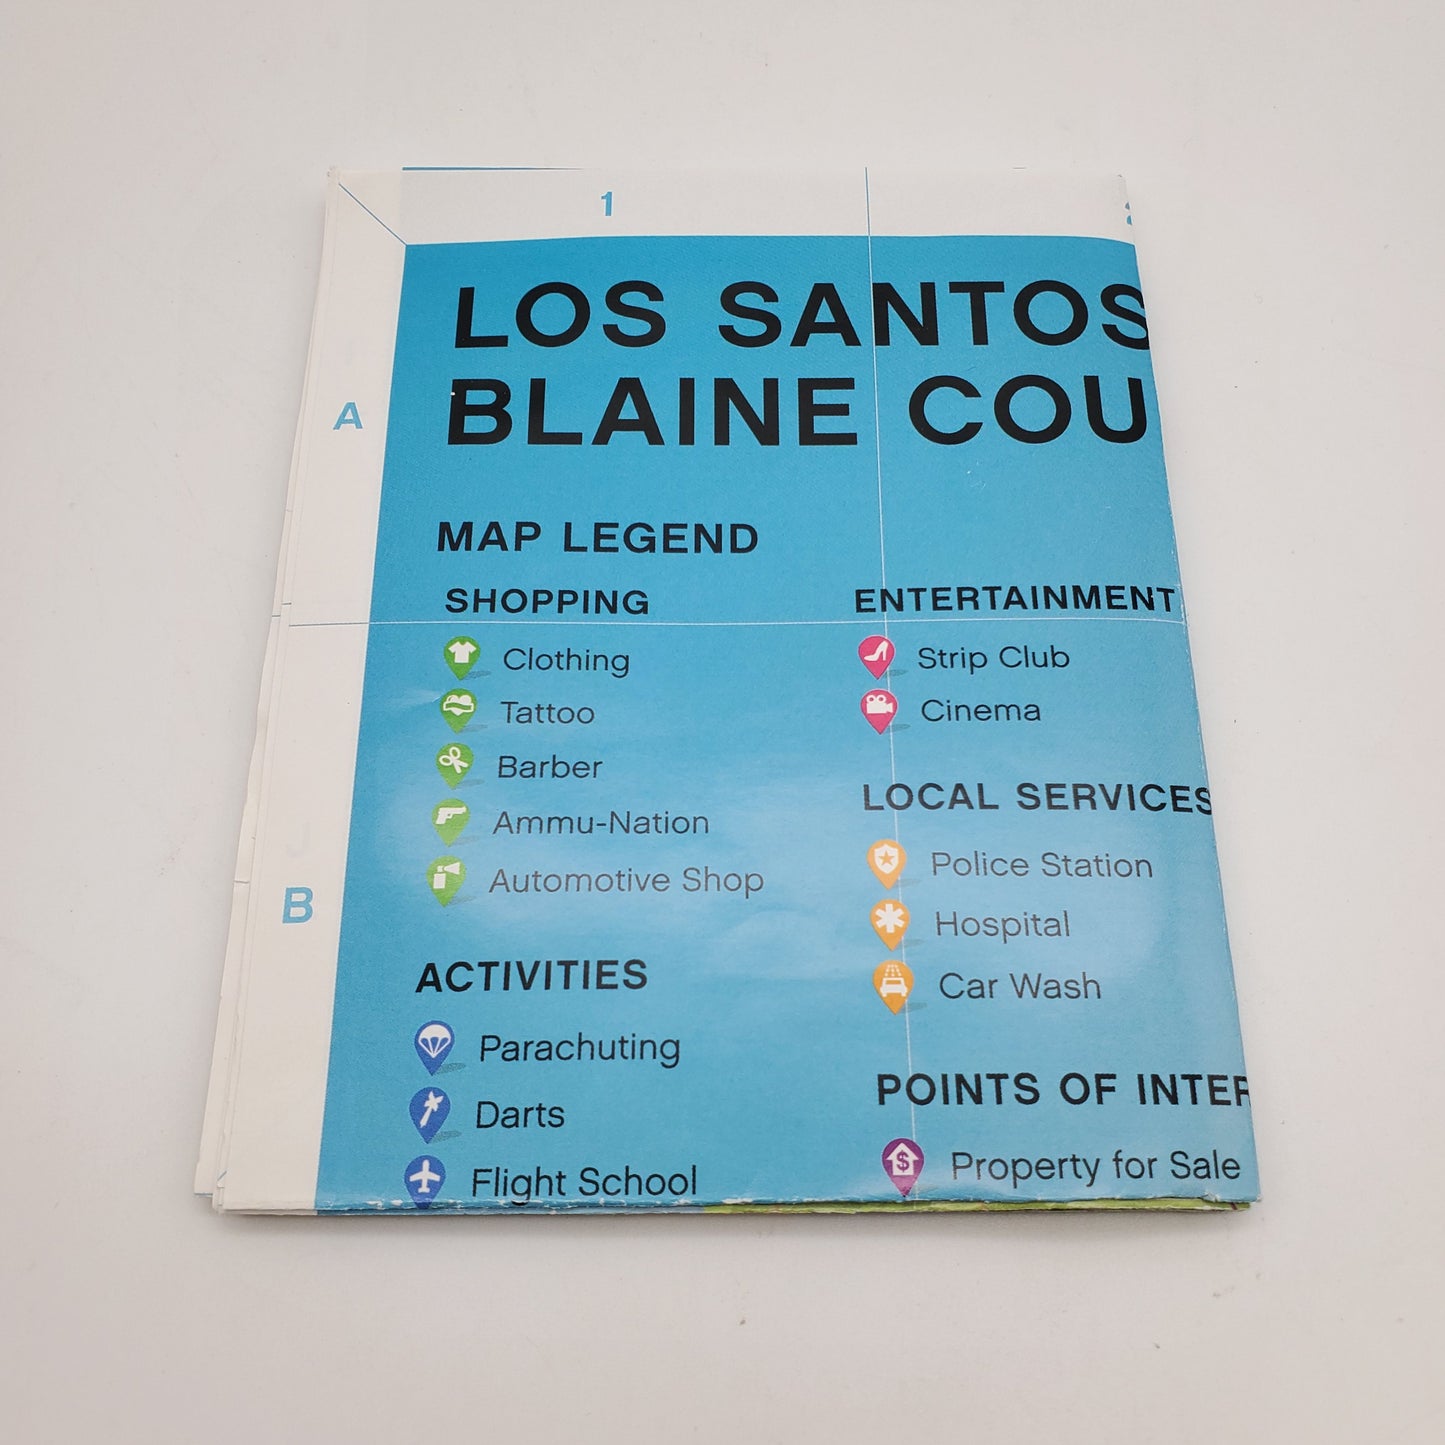 1
A
B
LOS SANTOS
BLAINE COU
MAP LEGEND
SHOPPING
Clothing
Tattoo
Barber
Ammu-Nation
Automotive Shop
ACTIVITIES
Parachuting
Darts
Flight School
ENTERTAINMENT
Strip Club
Cinema
LOCAL SERVICES
Police Station
Hospital
Car Wash
POINTS OF INTER
$
Property for Sale